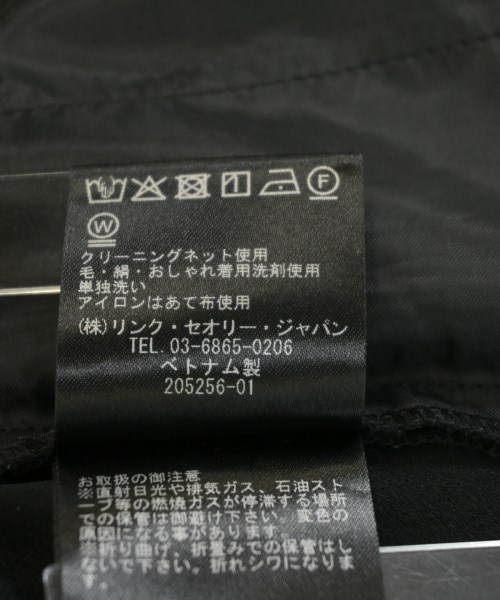 F
W
クリーニングネット使用
毛・絹・おしゃれ着用洗剤使用
単独洗い
アイロンはあて布使用
(株)リンク・セオリー・ジャパン
TEL. 03-6865-0206
ベトナム製
205256-01
お取扱の御注意
※直射日光や排気ガス、石油スト
ーブ等の燃焼ガスが停滞する場所
での保管は御避け下さい。変色の
原因になる事があります。
※折り曲げ、折畳みでの保管はし
ないで下さい。折れシワになりま
す。